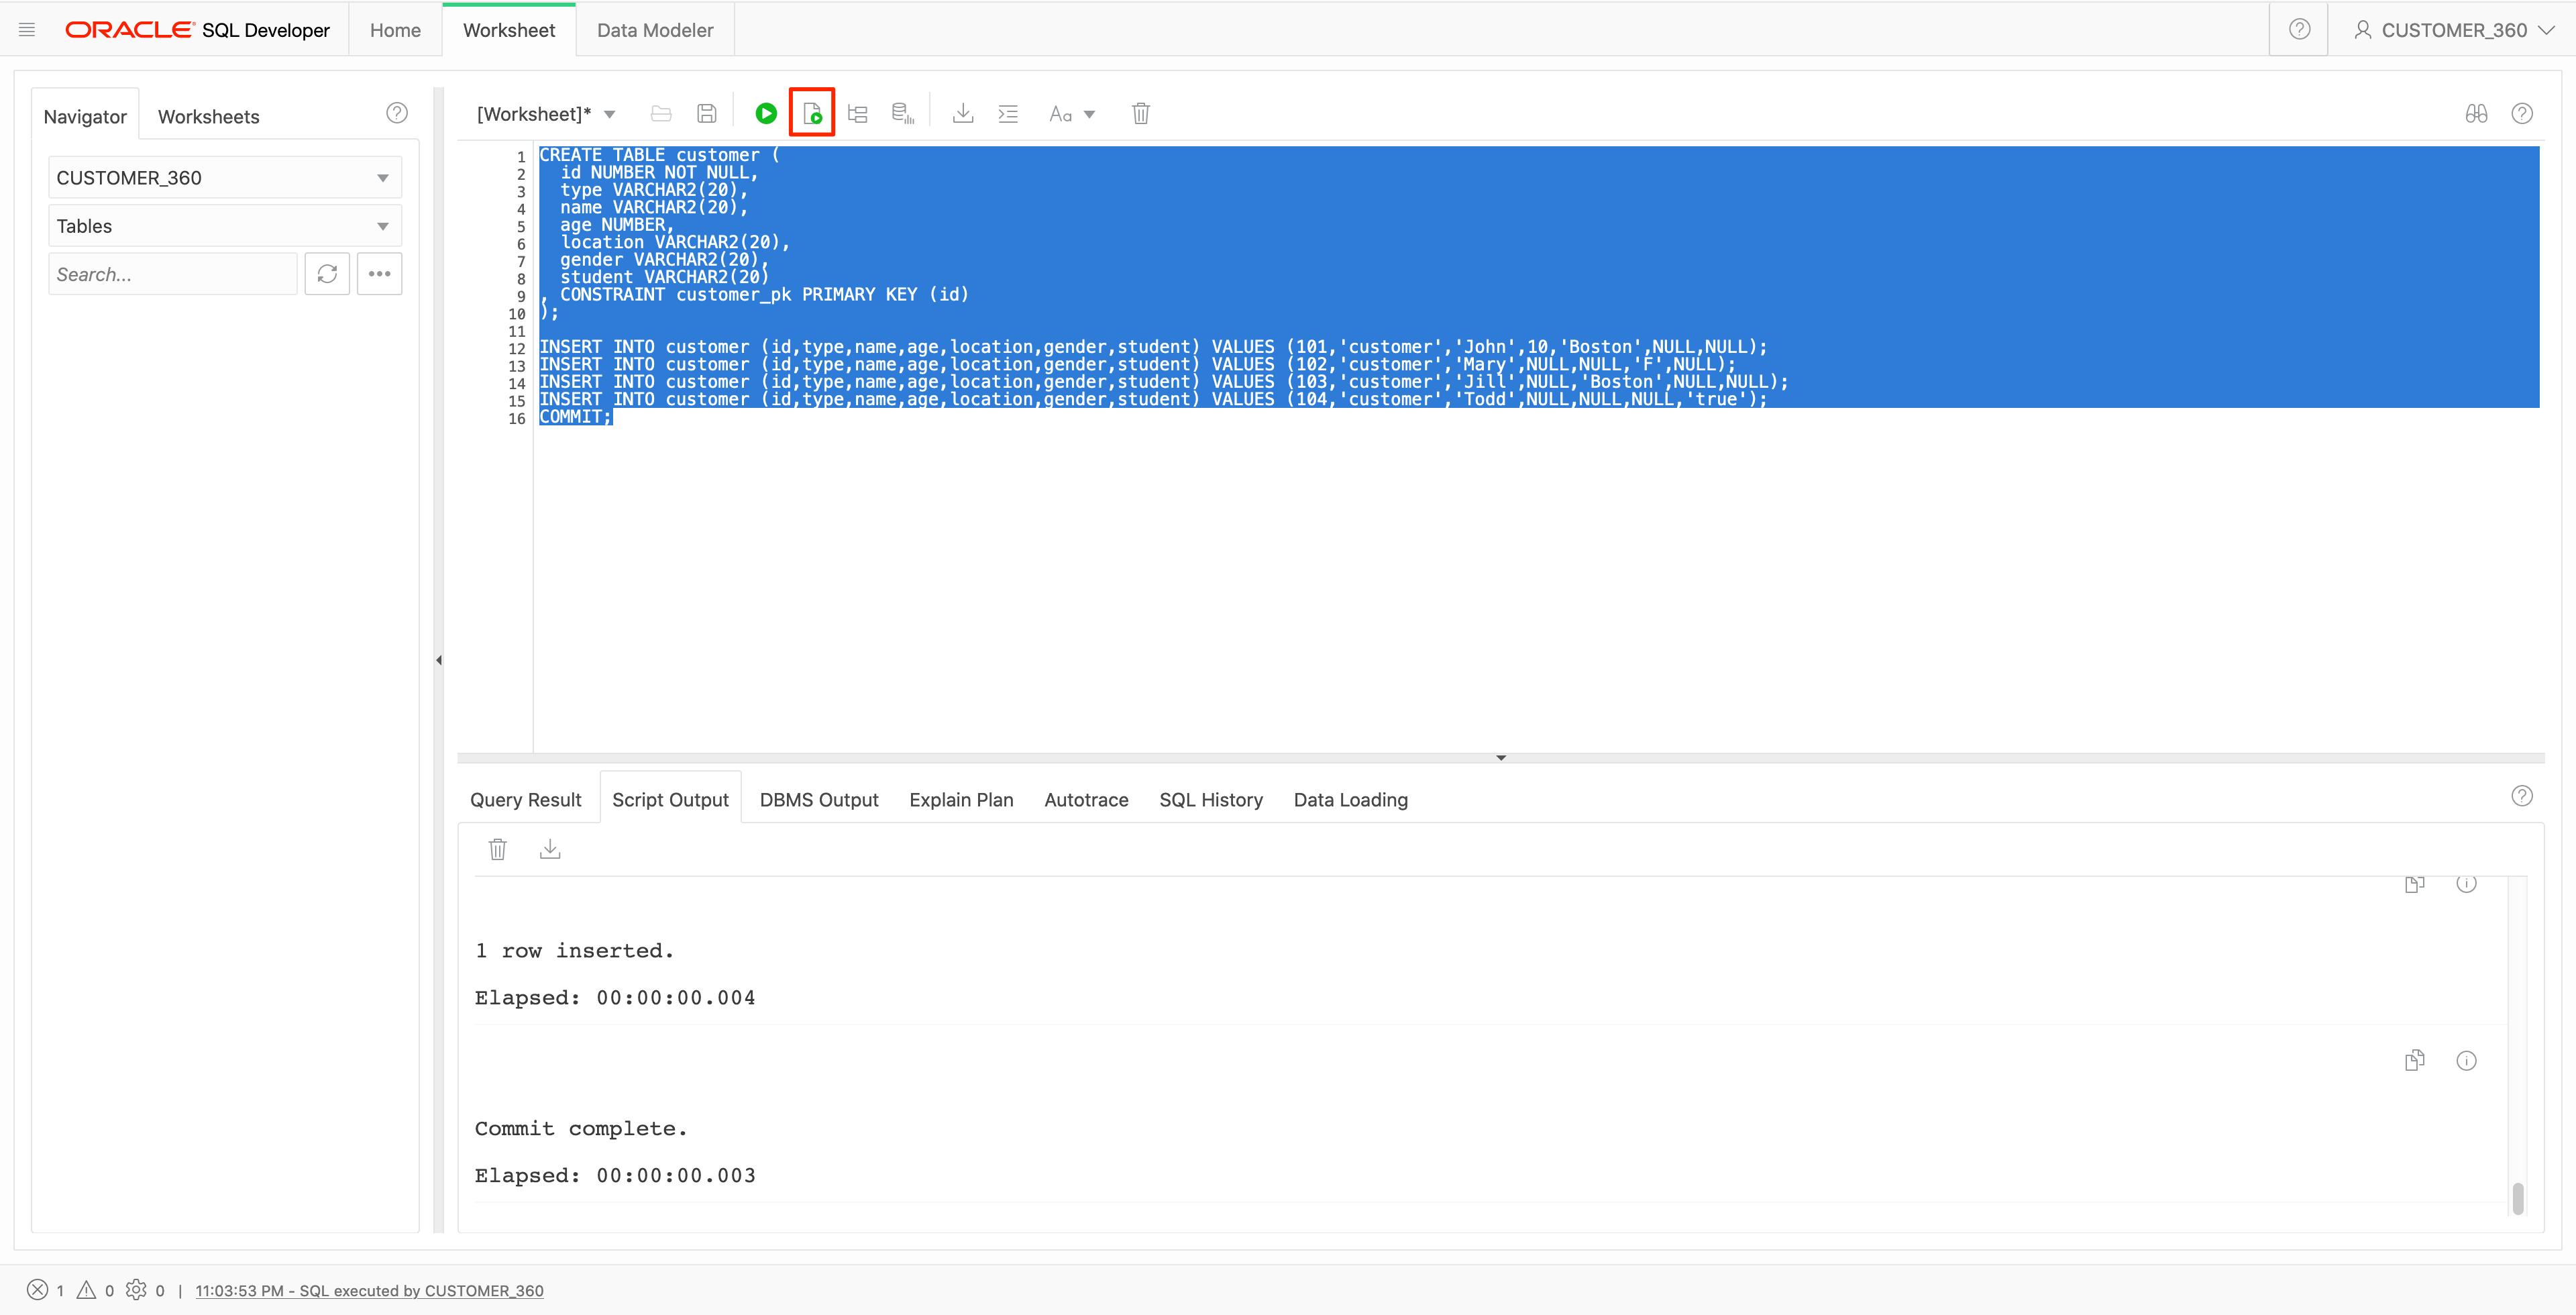 ORACLE SQL Developer
Home
Worksheet
Data Modeler
CUSTOMER_360
Navigator
Worksheets
CUSTOMER_360
Tables
Search...
[Worksheet]*
Aa
1 CREATE TABLE customer (
2 id NUMBER NOT NULL,
3 type VARCHAR2(20),
4 name VARCHAR2(20),
5 age NUMBER,
6 location VARCHAR2(20),
7 gender VARCHAR2(20),
8 student VARCHAR2(20)
9 , CONSTRAINT customer_pk PRIMARY KEY (id)
10 );
11
12 INSERT INTO customer (id,type,name,age,location,gender,student) VALUES (101,'customer','John',10,'Boston',NULL,NULL);
13 INSERT INTO customer (id,type,name,age,location,gender,student) VALUES (102,'customer','Mary',NULL,NULL,'F',NULL);
14 INSERT INTO customer (id,type,name,age,location,gender,student) VALUES (103,'customer','Jill',NULL,'Boston',NULL,NULL);
15 INSERT INTO customer (id,type,name,age,location,gender,student) VALUES (104,'customer','Todd',NULL,NULL,NULL,'true');
16 COMMIT;
Query Result
Script Output
DBMS Output
Explain Plan
Autotrace
SQL History
Data Loading
1 row inserted.
Elapsed: 00:00:00.004
Commit complete.
Elapsed: 00:00:00.003
1 0 0 | 11:03:53 PM - SQL executed by CUSTOMER_360